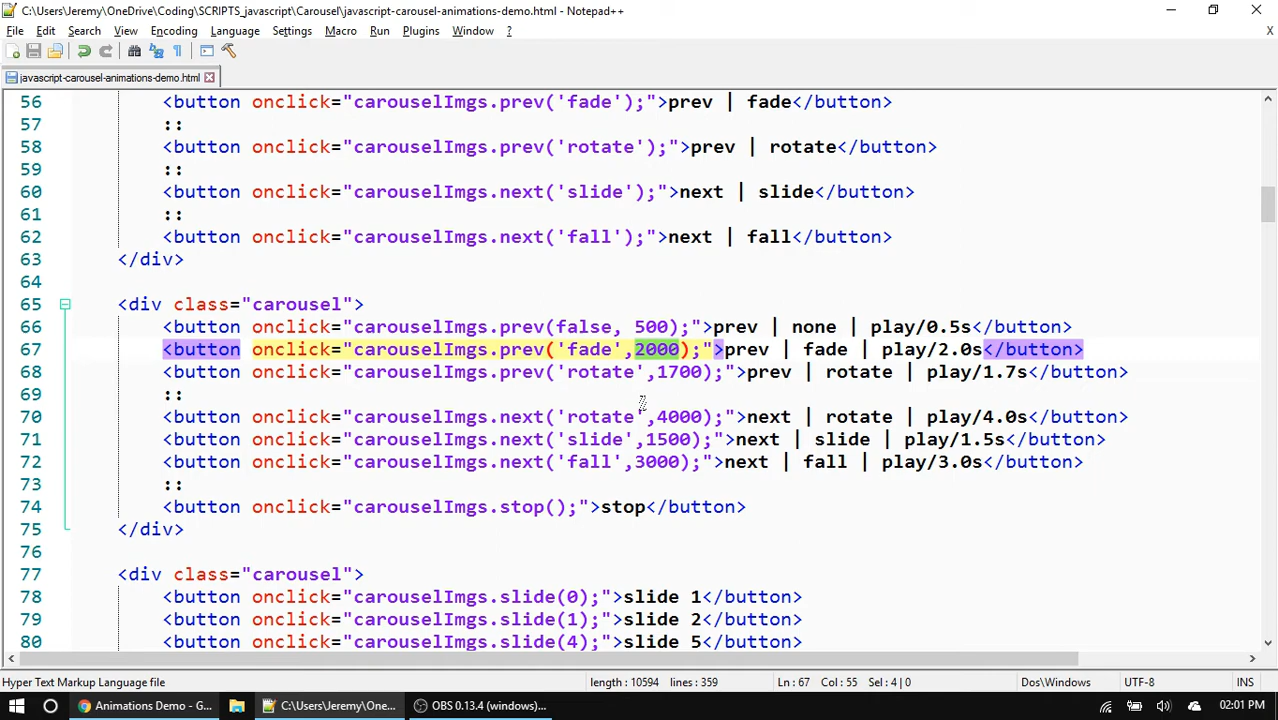 C:\Users\Jeremy\OneDrive\Coding\SCRIPTS_javascript\Carousel\javascript-carousel-animations-demo.html - Notepad++
File Edit Search View Encoding Language Settings Macro Run Plugins Window ? X
javascript-carousel-animations-demo.html
56 <button onclick="carouselImgs.prev('fade');">prev | fade</button>
57 ::
58 <button onclick="carouselImgs.prev('rotate');">prev | rotate</button>
59 ::
60 <button onclick="carouselImgs.next('slide');">next | slide</button>
61 ::
62 <button onclick="carouselImgs.next('fall');">next | fall</button>
63 </div>
64
65 <div class="carousel">
66 <button onclick="carouselImgs.prev(false, 500);">prev | none | play/0.5s</button>
67 <button onclick="carouselImgs.prev('fade',2000);">prev | fade | play/2.0s</button>
68 <button onclick="carouselImgs.prev('rotate',1700);">prev | rotate | play/1.7s</button>
69 ::
70 <button onclick="carouselImgs.next('rotate',4000);">next | rotate | play/4.0s</button>
71 <button onclick="carouselImgs.next('slide',1500);">next | slide | play/1.5s</button>
72 <button onclick="carouselImgs.next('fall',3000);">next | fall | play/3.0s</button>
73 ::
74 <button onclick="carouselImgs.stop();">stop</button>
75 </div>
76
77 <div class="carousel">
78 <button onclick="carouselImgs.slide(0);">slide 1</button>
79 <button onclick="carouselImgs.slide(1);">slide 2</button>
80 <button onclick="carouselImgs.slide(4);">slide 5</button>
Hyper Text Markup Language file length : 10594 lines : 359 Ln : 67 Col : 55 Sel : 4 | 0 Dos\Windows UTF-8 INS
Animations Demo - G... C:\Users\Jeremy\One... OBS 0.13.4 (windows)... 02:01 PM